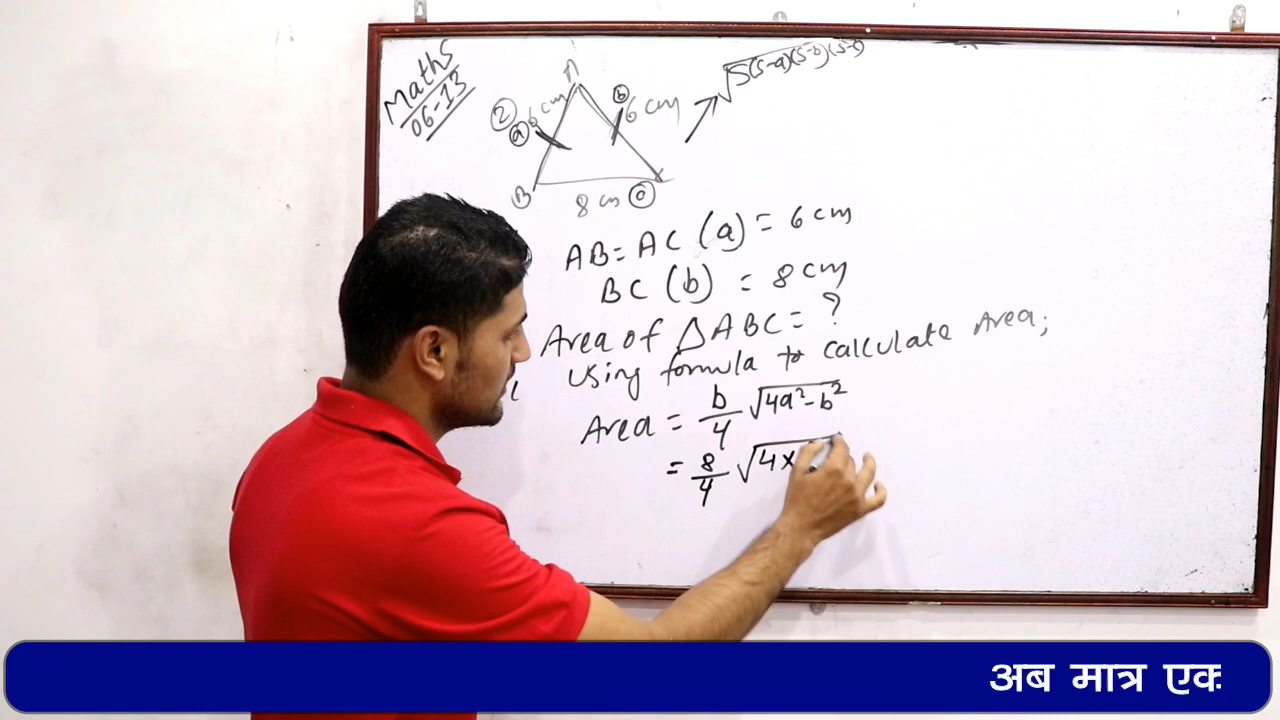 Maths
06-13
√S(S-a)(S-b)(S-c)
A
② 6 cm
ⓐ
ⓑ
6 cm
B
8 cm ⓒ
AB = AC (a) = 6 cm
BC (b) = 8 cm
Area of △ABC = ?
Using formula to calculate Area;
Area = b/4 √4a²-b²
= 8/4 √4×
अब मात्र एक